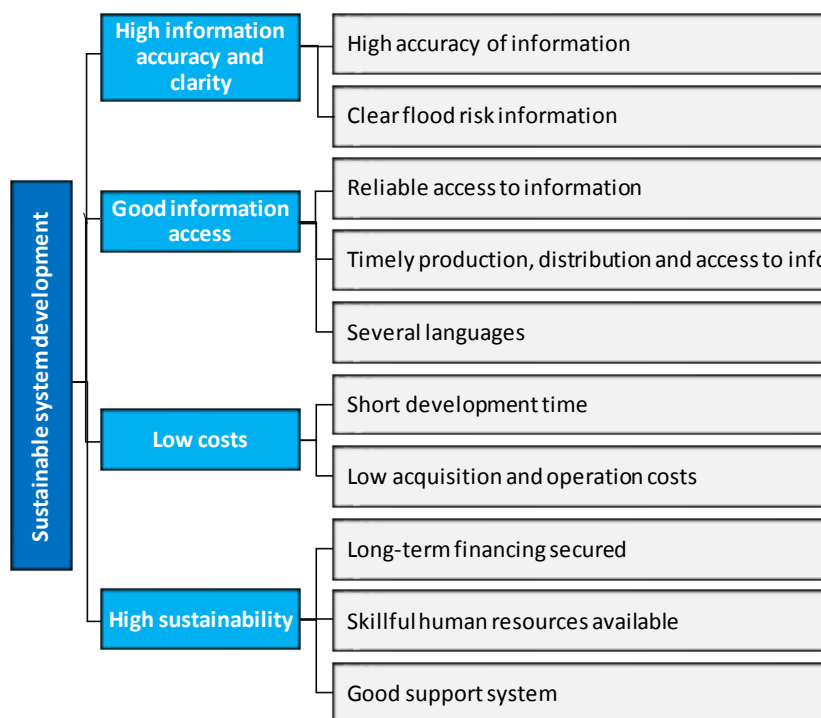 Sustainable system development
High information
accuracy and
clarity
High accuracy of information
Clear flood risk information
Good information
access
Reliable access to information
Timely production, distribution and access to info
Several languages
Low costs
Short development time
Low acquisition and operation costs
High sustainability
Long-term financing secured
Skillful human resources available
Good support system